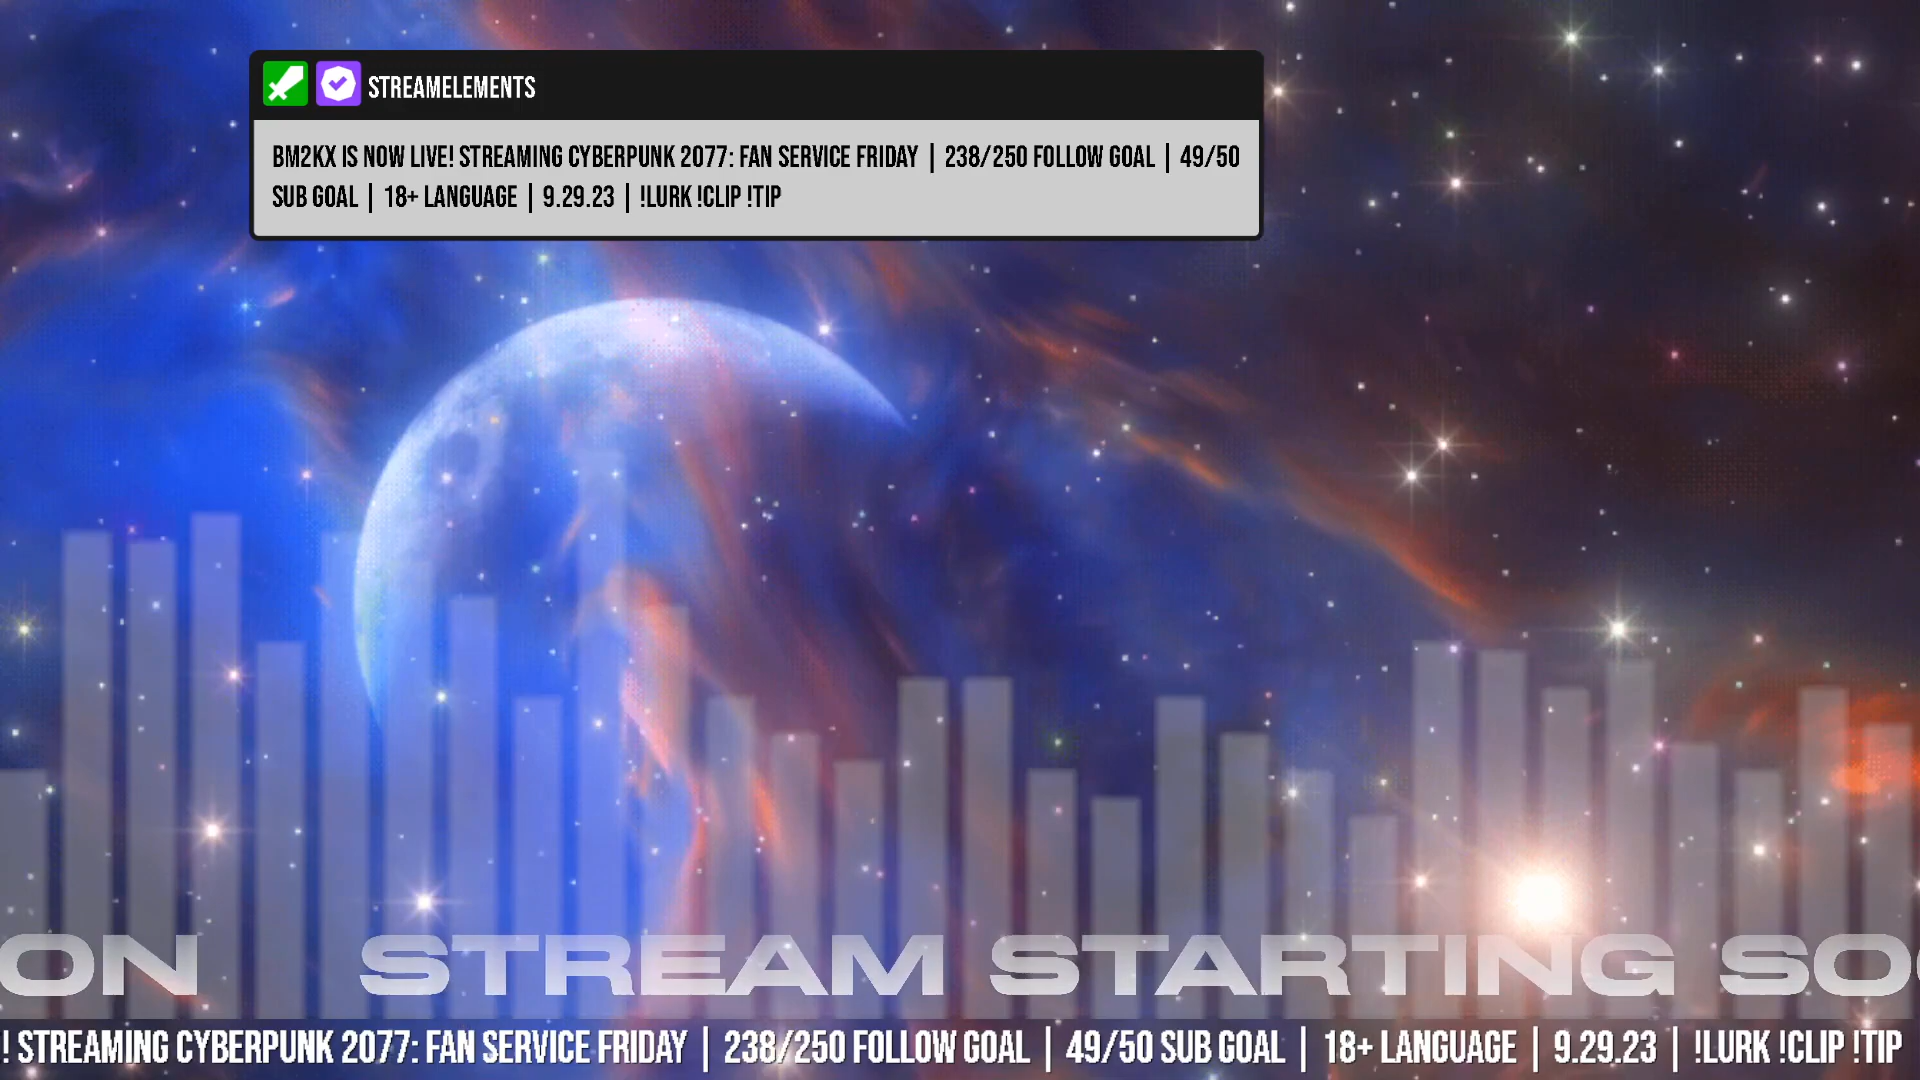 STREAMELEMENTS
BM2KX IS NOW LIVE! STREAMING CYBERPUNK 2077: FAN SERVICE FRIDAY | 238/250 FOLLOW GOAL | 49/50
SUB GOAL | 18+ LANGUAGE | 9.29.23 | !LURK !CLIP !TIP
ON STREAM STARTING SOO
! STREAMING CYBERPUNK 2077: FAN SERVICE FRIDAY | 238/250 FOLLOW GOAL | 49/50 SUB GOAL | 18+ LANGUAGE | 9.29.23 | !LURK !CLIP !TIP